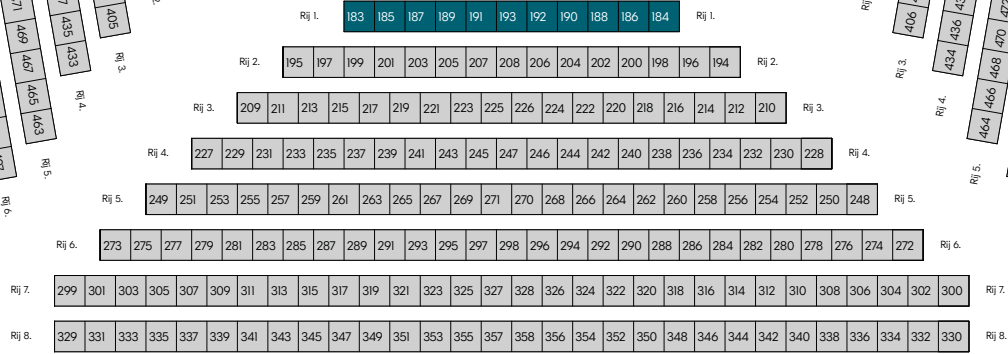 Rij 1. 183 185 187 189 191 193 192 190 188 186 184 Rij 1.
Rij 2. 195 197 199 201 203 205 207 208 206 204 202 200 198 196 194 Rij 2.
Rij 3. 209 211 213 215 217 219 221 223 225 226 224 222 220 218 216 214 212 210 Rij 3.
Rij 4. 227 229 231 233 235 237 239 241 243 245 247 246 244 242 240 238 236 234 232 230 228 Rij 4.
Rij 5. 249 251 253 255 257 259 261 263 265 267 269 271 270 268 266 264 262 260 258 256 254 252 250 248 Rij 5.
Rij 6. 273 275 277 279 281 283 285 287 289 291 293 295 297 298 296 294 292 290 288 286 284 282 280 278 276 274 272 Rij 6.
Rij 7. 299 301 303 305 307 309 311 313 315 317 319 321 323 325 327 328 326 324 322 320 318 316 314 312 310 308 306 304 302 300 Rij 7.
Rij 8. 329 331 333 335 337 339 341 343 345 347 349 351 353 355 357 358 356 354 352 350 348 346 344 342 340 338 336 334 332 330 Rij 8.
405
Rij 3.
435
433
Rij 4.
469
467
465
463
Rij 5.
Rij 6.
406
Rij 3.
436
434
Rij 4.
470
468
466
464
Rij 5.